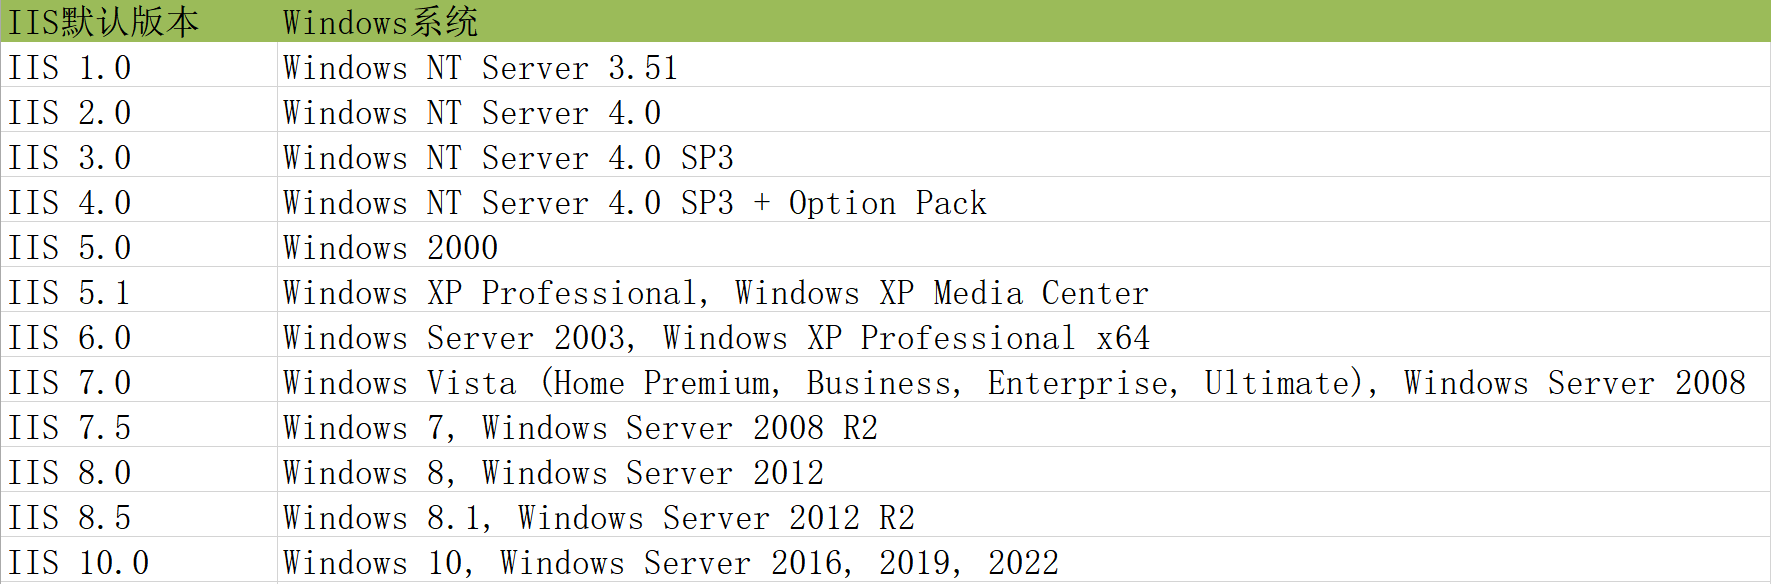 IIS默认版本 Windows系统
IIS 1.0 Windows NT Server 3.51
IIS 2.0 Windows NT Server 4.0
IIS 3.0 Windows NT Server 4.0 SP3
IIS 4.0 Windows NT Server 4.0 SP3 + Option Pack
IIS 5.0 Windows 2000
IIS 5.1 Windows XP Professional, Windows XP Media Center
IIS 6.0 Windows Server 2003, Windows XP Professional x64
IIS 7.0 Windows Vista (Home Premium, Business, Enterprise, Ultimate), Windows Server 2008
IIS 7.5 Windows 7, Windows Server 2008 R2
IIS 8.0 Windows 8, Windows Server 2012
IIS 8.5 Windows 8.1, Windows Server 2012 R2
IIS 10.0 Windows 10, Windows Server 2016, 2019, 2022